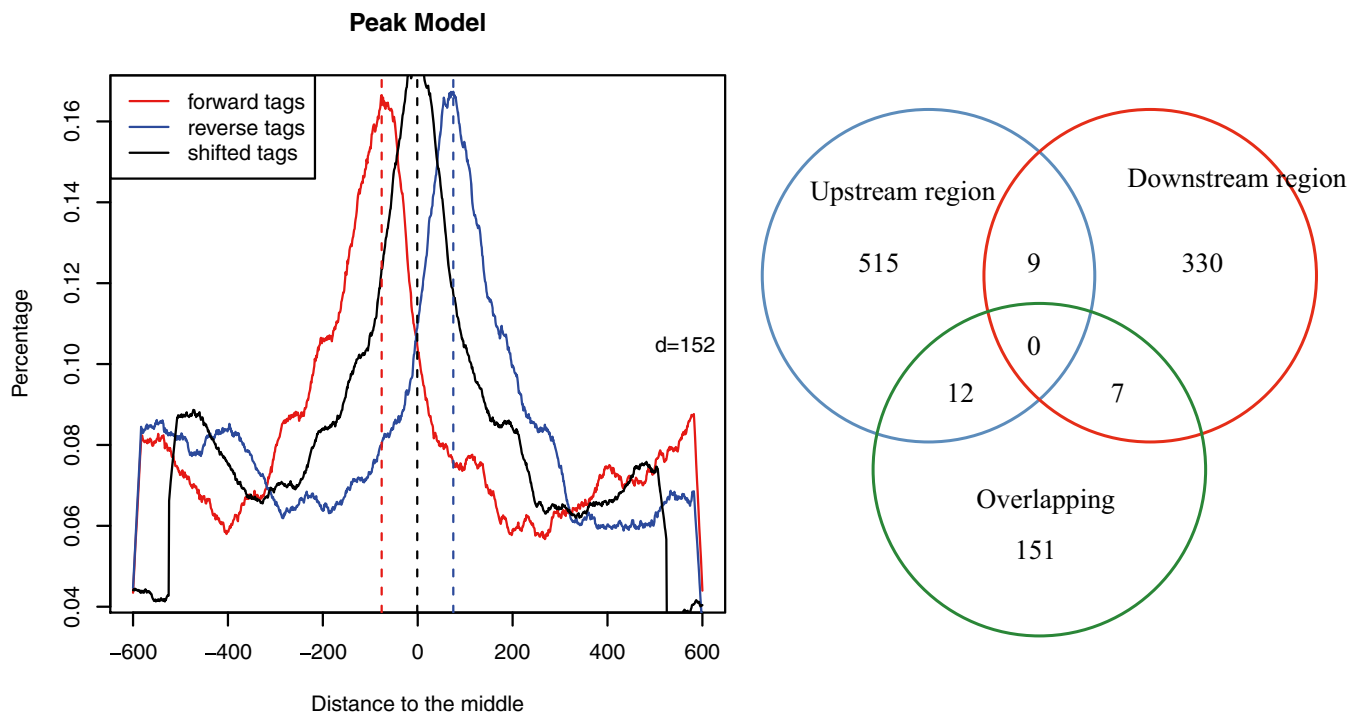 Peak Model
forward tags
reverse tags
shifted tags
Percentage
0.16
0.14
0.12
0.10
0.08
0.06
0.04
d=152
−600
−400
−200
0
200
400
600
Distance to the middle
Upstream region
Downstream region
515
9
330
0
12
7
Overlapping
151